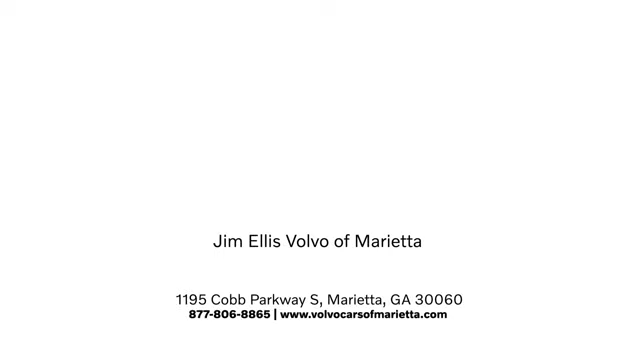 Jim Ellis Volvo of Marietta
1195 Cobb Parkway S, Marietta, GA 30060
877-806-8865 | www.volvocarsofmarietta.com